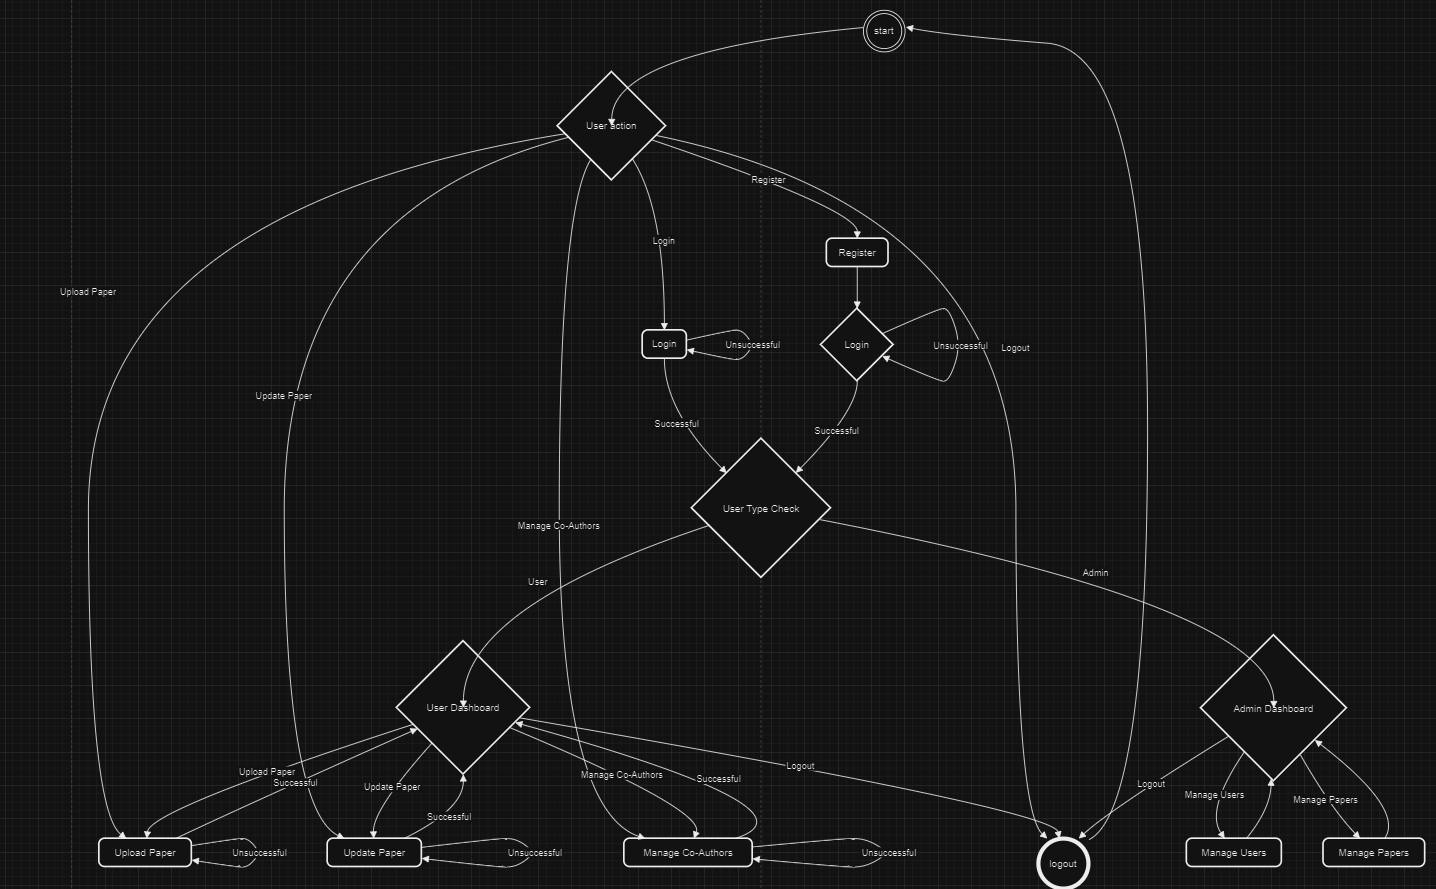 start
User action
Register
Login
Register
Upload Paper
Login
Unsuccessful
Login
Unsuccessful
Logout
Update Paper
Successful
Successful
User Type Check
Manage Co-Authors
User
Admin
User Dashboard
Admin Dashboard
Upload Paper
Successful
Update Paper
Manage Co-Authors
Successful
Logout
Logout
Manage Users
Manage Papers
Successful
Upload Paper
Unsuccessful
Update Paper
Unsuccessful
Manage Co-Authors
Unsuccessful
logout
Manage Users
Manage Papers